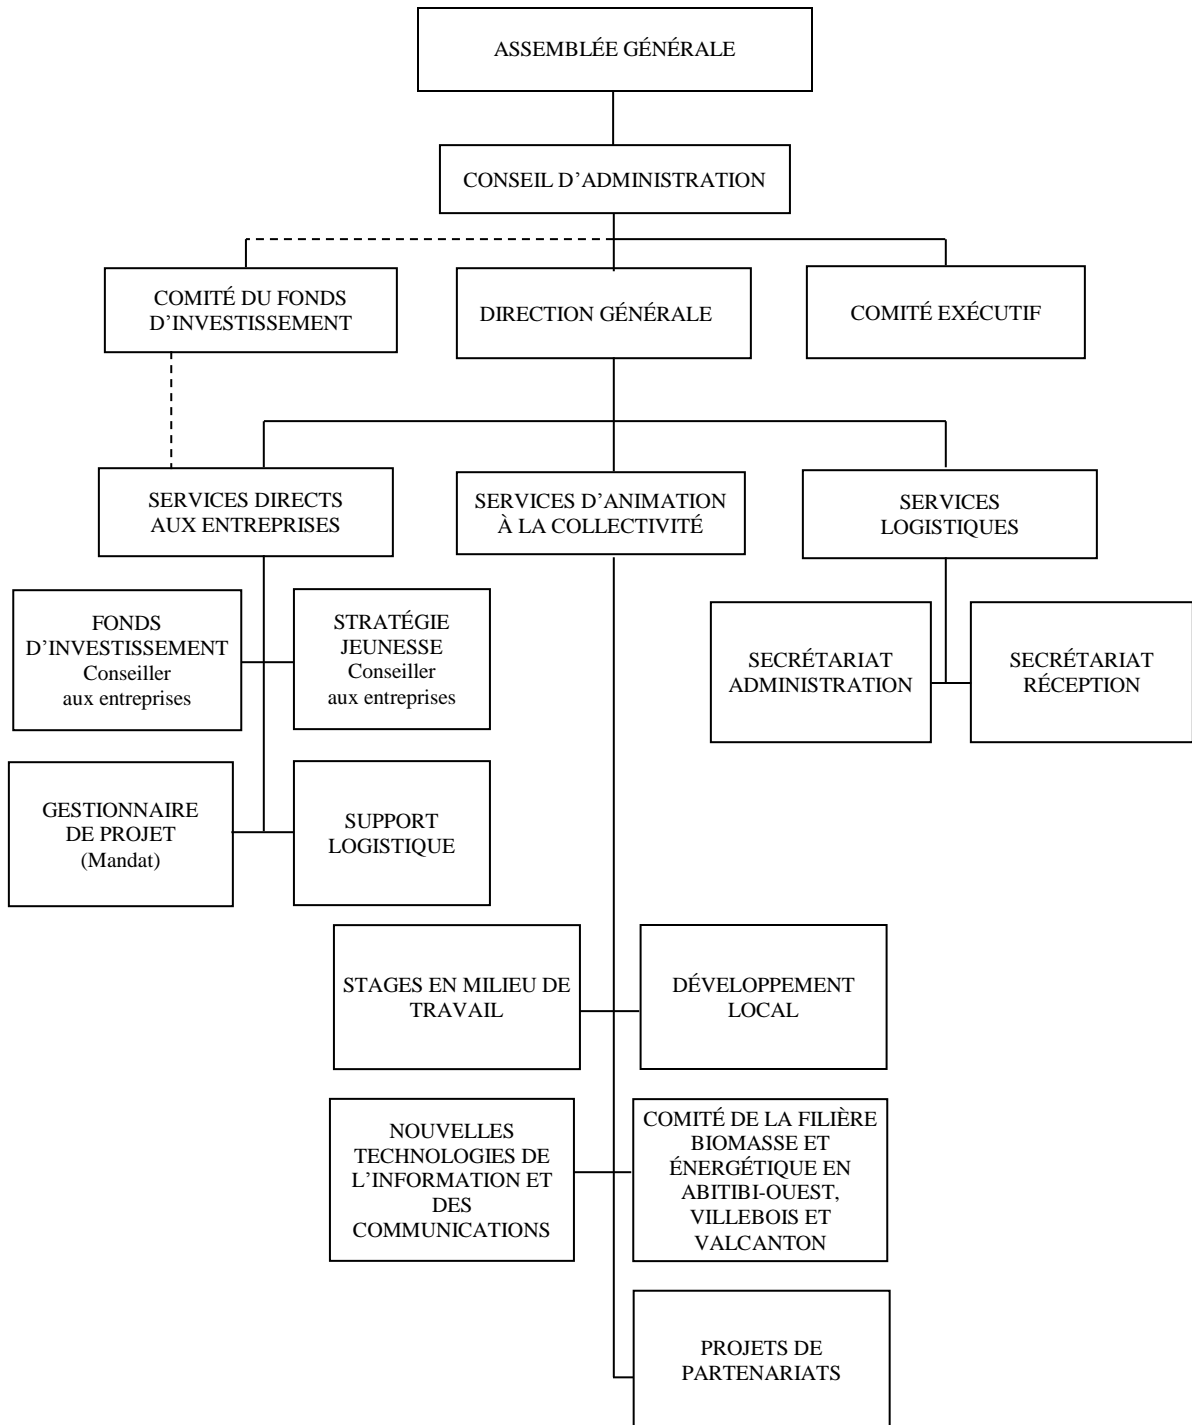 ASSEMBLÉE GÉNÉRALE
CONSEIL D’ADMINISTRATION
COMITÉ DU FONDS
D’INVESTISSEMENT
DIRECTION GÉNÉRALE
COMITÉ EXÉCUTIF
SERVICES DIRECTS
AUX ENTREPRISES
SERVICES D’ANIMATION
À LA COLLECTIVITÉ
SERVICES
LOGISTIQUES
FONDS
D’INVESTISSEMENT
Conseiller
aux entreprises
STRATÉGIE
JEUNESSE
Conseiller
aux entreprises
SECRÉTARIAT
ADMINISTRATION
SECRÉTARIAT
RÉCEPTION
GESTIONNAIRE
DE PROJET
(Mandat)
SUPPORT
LOGISTIQUE
STAGES EN MILIEU DE
TRAVAIL
DÉVELOPPEMENT
LOCAL
NOUVELLES
TECHNOLOGIES DE
L’INFORMATION ET
DES
COMMUNICATIONS
COMITÉ DE LA FILIÈRE
BIOMASSE ET
ÉNERGÉTIQUE EN
ABITIBI-OUEST,
VILLEBOIS ET
VALCANTON
PROJETS DE
PARTENARIATS